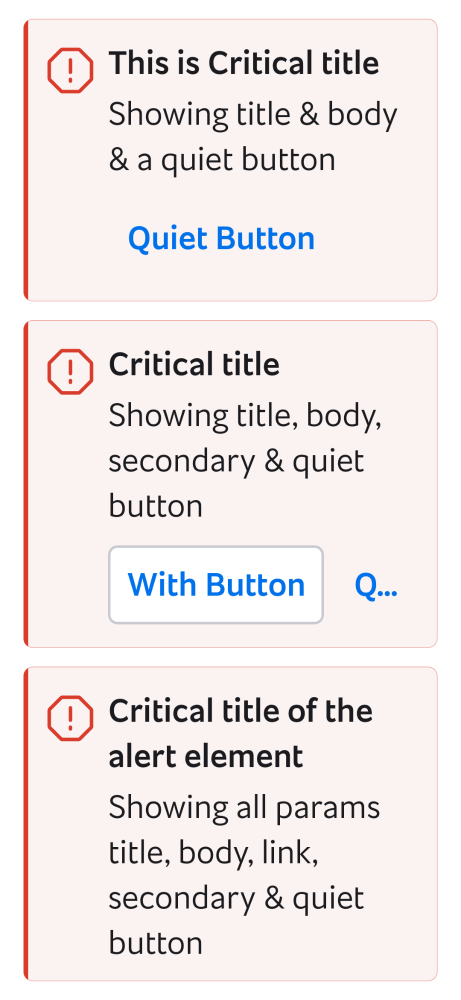 This is Critical title
Showing title & body
& a quiet button
Quiet Button
Critical title
Showing title, body,
secondary & quiet
button
With Button
Q...
Critical title of the
alert element
Showing all params
title, body, link,
secondary & quiet
button